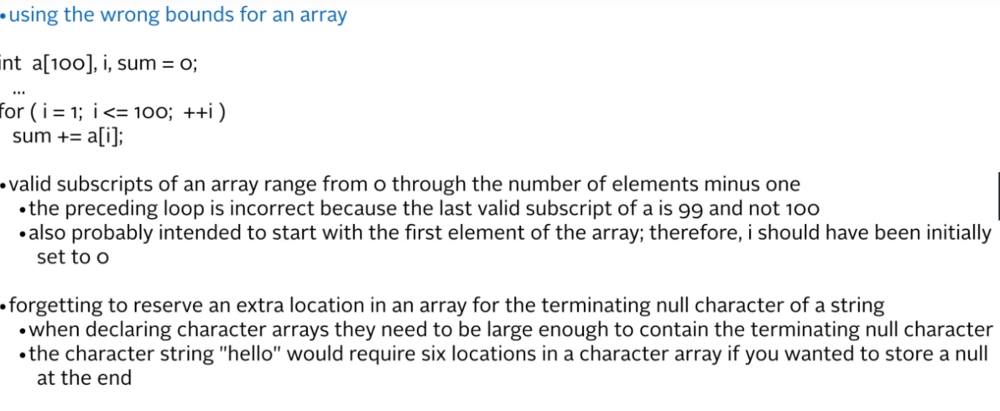 •using the wrong bounds for an array
int a[100], i, sum = 0;
...
for ( i = 1; i <= 100; ++i )
sum += a[i];
•valid subscripts of an array range from 0 through the number of elements minus one
•the preceding loop is incorrect because the last valid subscript of a is 99 and not 100
•also probably intended to start with the first element of the array; therefore, i should have been initially
set to 0
•forgetting to reserve an extra location in an array for the terminating null character of a string
•when declaring character arrays they need to be large enough to contain the terminating null character
•the character string "hello" would require six locations in a character array if you wanted to store a null
at the end